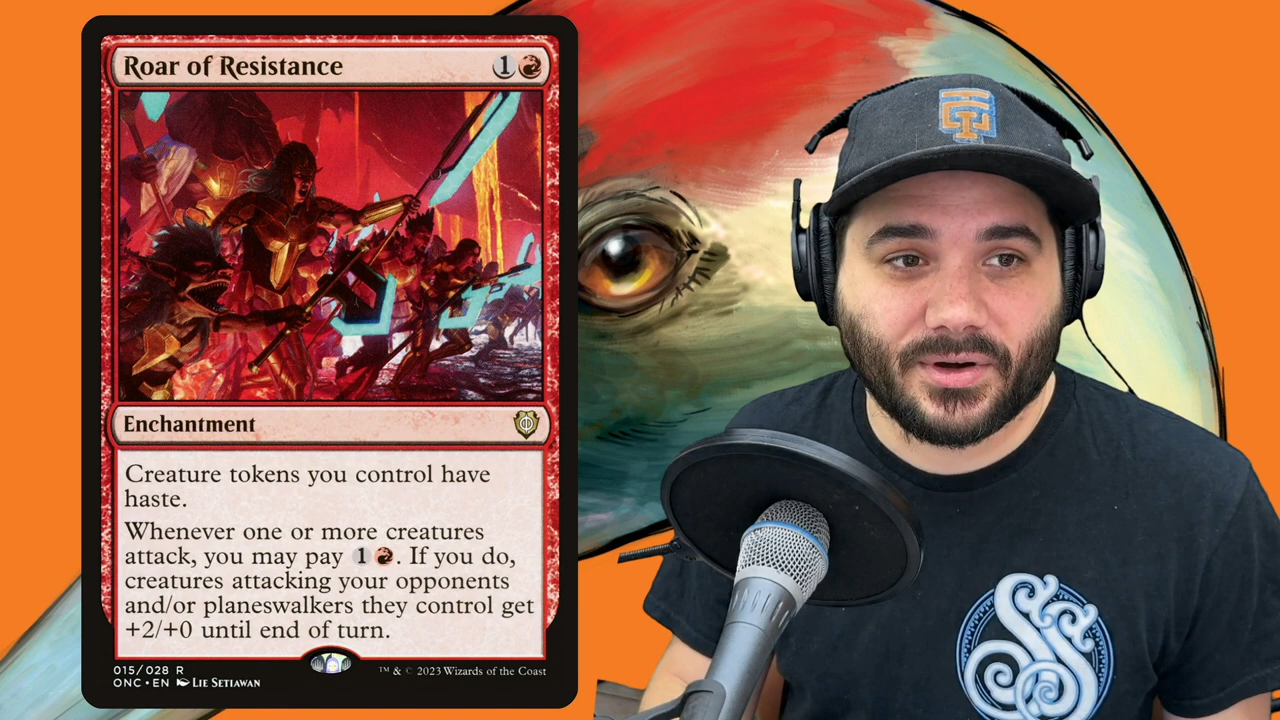 Roar of Resistance 1
Enchantment
Creature tokens you control have
haste.
Whenever one or more creatures
attack, you may pay 1 . If you do,
creatures attacking your opponents
and/or planeswalkers they control get
+2/+0 until end of turn.
015/028 R
ONC • EN Lie Setiawan
™ & © 2023 Wizards of the Coast